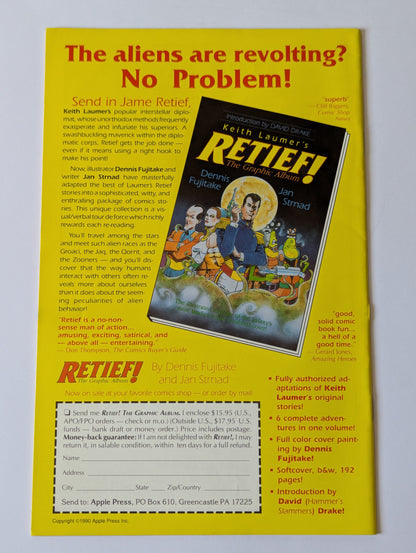 The aliens are revolting?
No Problem!
Send in Jame Retief,
Keith Laumer's popular interstellar diplo-
mat, whose unorthodox methods frequently
exasperate and infuriate his superiors. A
swashbuckling maverick within the diplo-
matic corps, Retief gets the job done —
even if it means using a right hook to
make his point!
Now, illustrator Dennis Fujitake and
writer Jan Strnad have masterfully
adapted the best of Laumer's Retief
stories into a sophisticated, witty, and
enthralling package of comics sto-
ries. This unique collection is a vis-
ual/verbal tour de force which richly
rewards each re-reading.
You'll travel among the stars
and meet such alien races as the
Groaci, the Jaq, the Qornt, and
the Zooners — and you'll dis-
cover that the way humans
interact with others often re-
veals more about ourselves
than it does about the seem-
ing peculiarities of alien
behavior!
"Retief is a no-non-
sense man of action...
amusing, exciting, satirical, and
— above all — entertaining."
— Don Thompson, The Comics Buyer's Guide
"superb"
— Cliff Biggers,
Comic Shop
News
Introduction by DAVID DRAKE
Keith Laumer's
RETIEF!
The Graphic Album
Dennis
Fujitake
Jan
Strnad
"good,
solid comic
book fun...
a hell of a
good time."
— Gerard Jones,
Amazing Heroes
RETIEF!
The Graphic Album
By Dennis Fujitake
and Jan Strnad
Now on sale at your favorite comics shop — or order by mail!
❑ Send me Retief! The Graphic Album. I enclose $15.95 (U.S.,
APO/FPO orders — check or m.o.) (Outside U.S., $17.95 U.S.
funds — bank draft or money order.) Price includes postage.
Money-back guarantee: If I am not delighted with Retief!, I may
return it, in salable condition, within ten days for a full refund.
Name
Address
City State Zip/Country
Send to: Apple Press, PO Box 610, Greencastle PA 17225
Copyright ©1990 Apple Press Inc.
• Fully authorized ad-
aptations of Keith
Laumer's original
stories!
• 6 complete adven-
tures in one volume!
• Full color cover paint-
ing by Dennis
Fujitake!
• Softcover, b&w, 192
pages!
• Introduction by
David (Hammer's
Slammers) Drake!